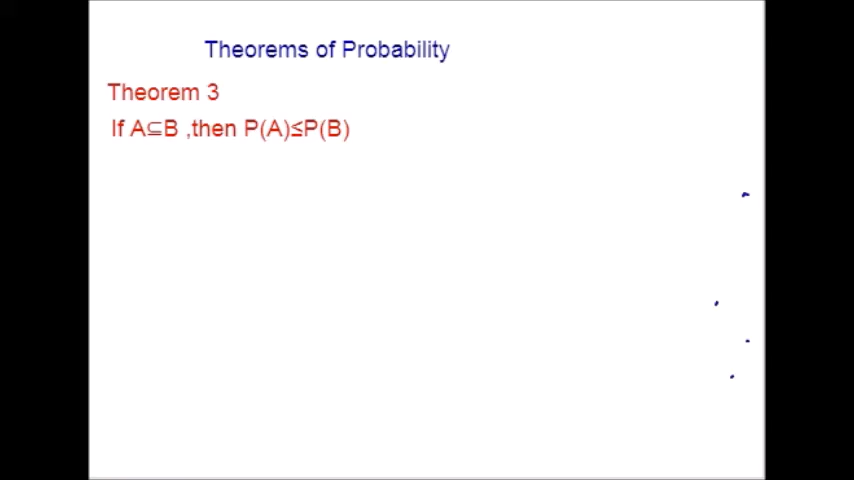 Theorems of Probability
Theorem 3
If A⊆B ,then P(A)≤P(B)